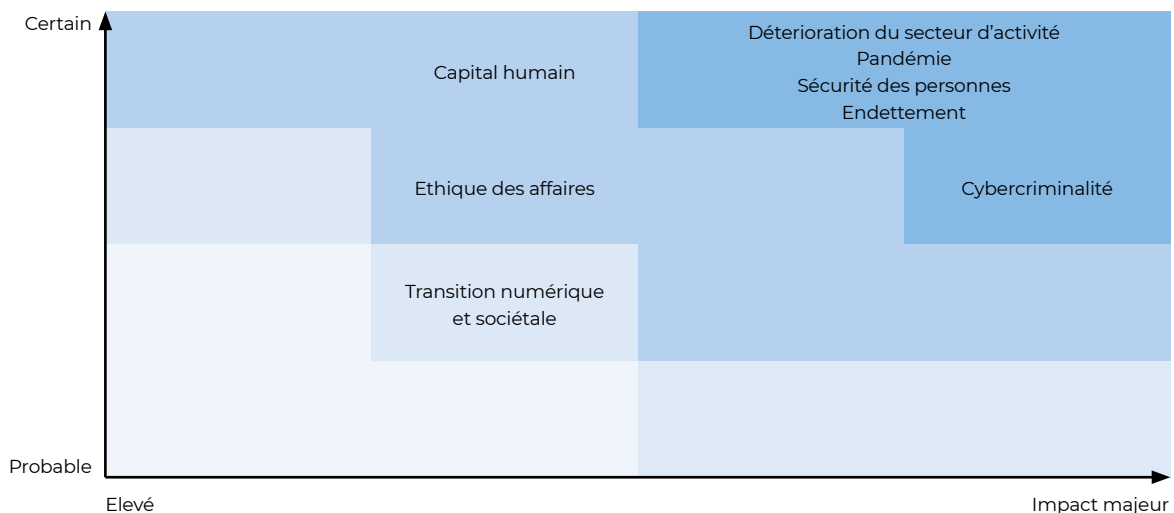 Certain
Déterioration du secteur d'activité
Pandémie
Capital humain
Sécurité des personnes
Endettement
Ethique des affaires
Cybercriminalité
Transition numérique
et sociétale
Probable
Elevé
Impact majeur